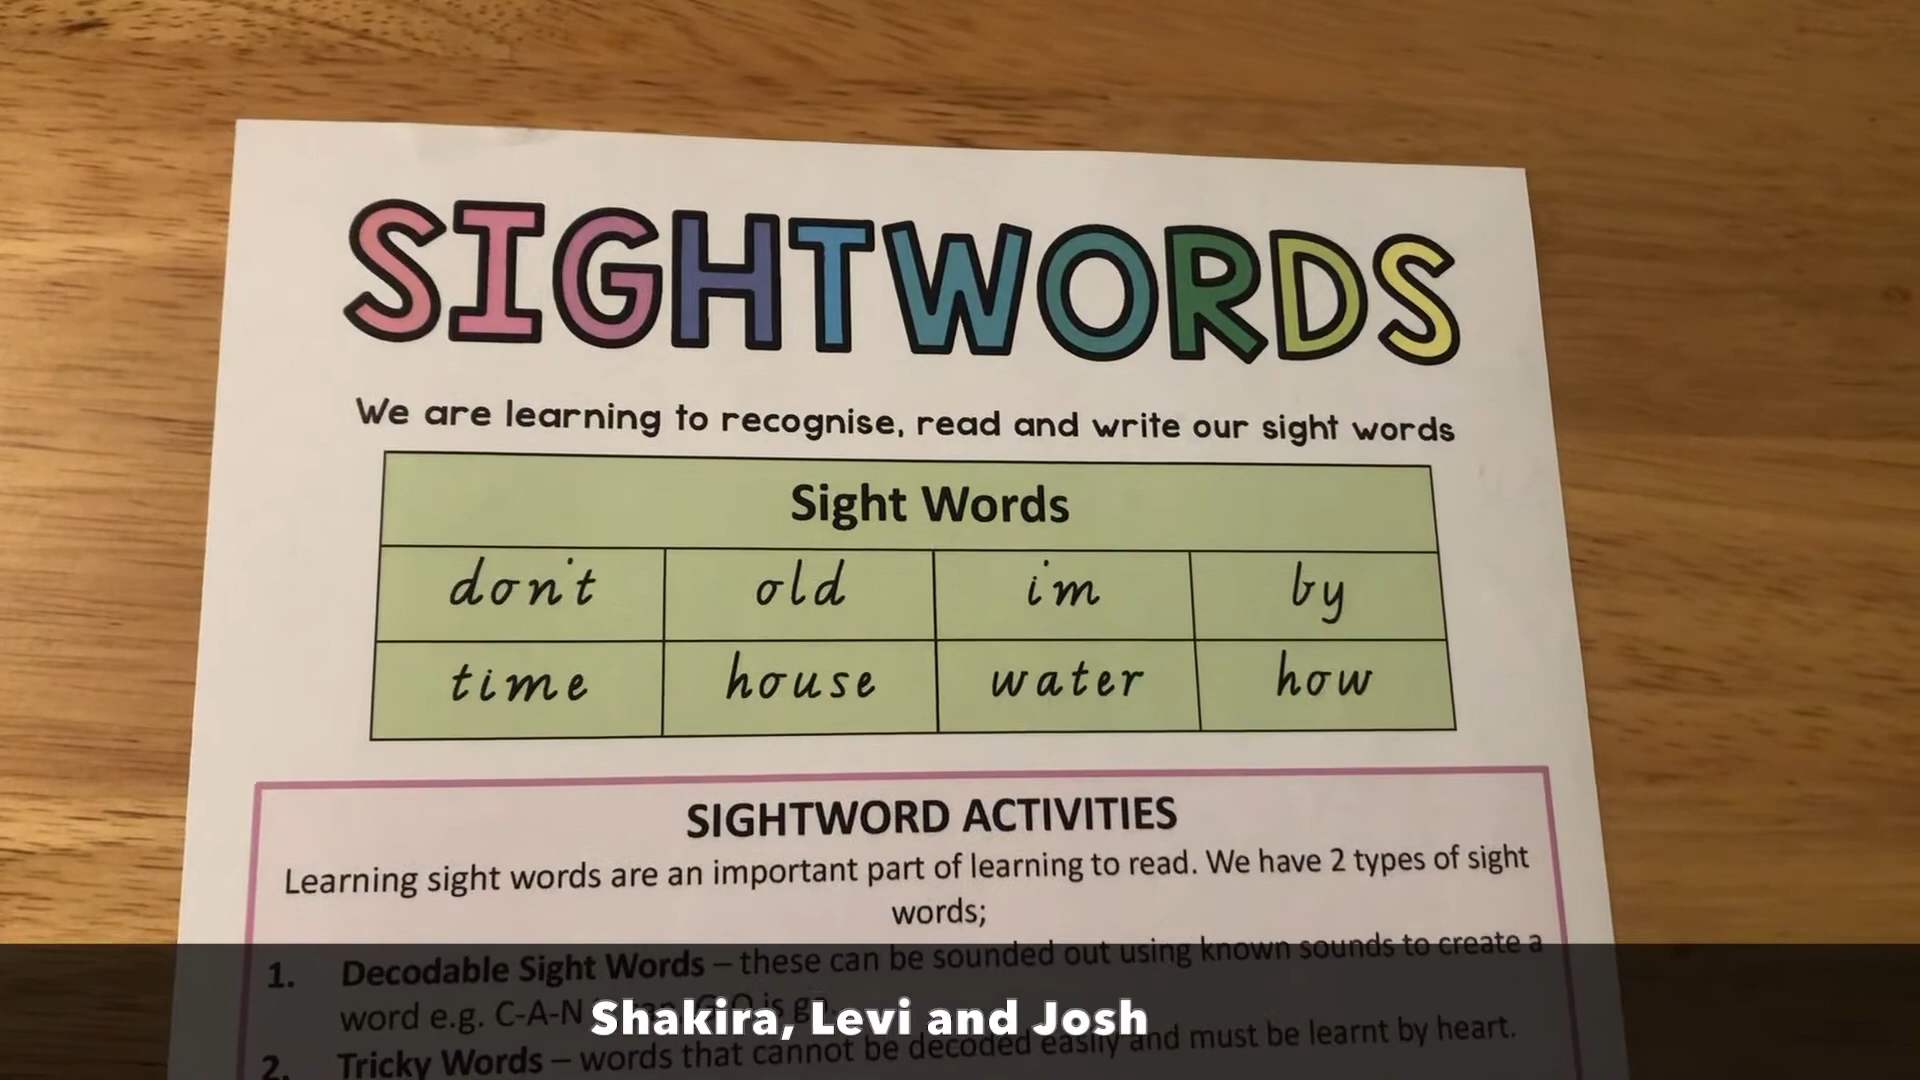 SIGHTWORDS
We are learning to recognise, read and write our sight words
Sight Words
don't old i'm by
time house water how
SIGHTWORD ACTIVITIES
Learning sight words are an important part of learning to read. We have 2 types of sight
words;
1. Decodable Sight Words – these can be sounded out using known sounds to create a
word e.g. C-A-N
Shakira, Levi and Josh
2. Tricky Words – words that cannot be decoded easily and must be learnt by heart.